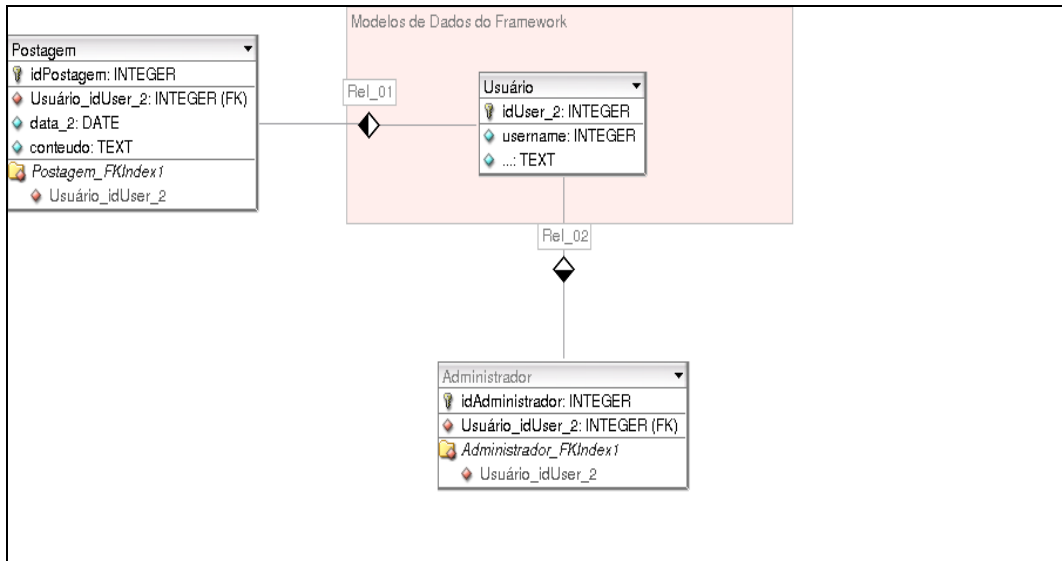 Modelos de Dados do Framework
Postagem
idPostagem: INTEGER
Usuário_idUser_2: INTEGER (FK)
data_2: DATE
conteudo: TEXT
Postagem_FKIndex1
Usuário_idUser_2
Rel_01
Usuário
idUser_2: INTEGER
username: INTEGER
...: TEXT
Rel_02
Administrador
idAdministrador: INTEGER
Usuário_idUser_2: INTEGER (FK)
Administrador_FKIndex1
Usuário_idUser_2